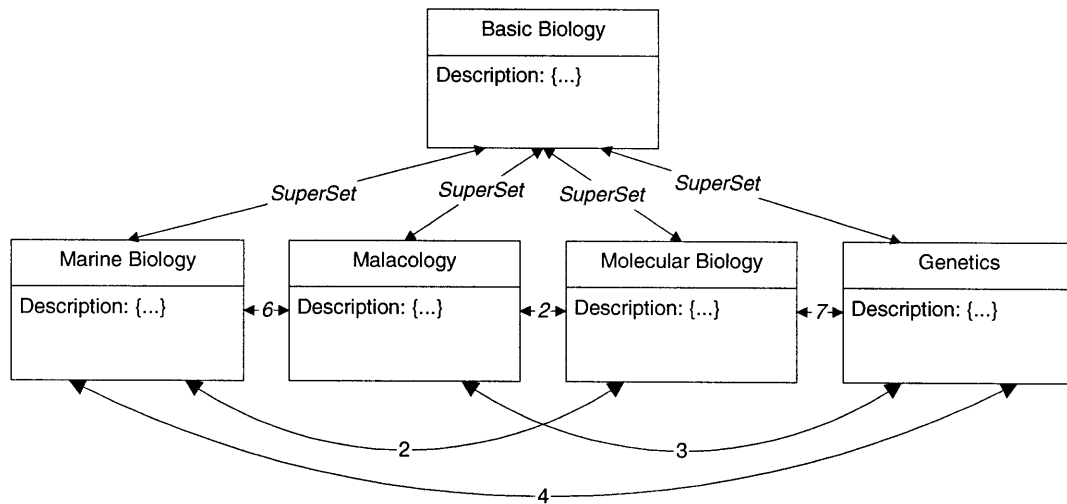 Basic Biology
Description: {...}
SuperSet
SuperSet
SuperSet
SuperSet
Marine Biology
Malacology
Molecular Biology
Genetics
Description: {...}
6
Description: {...}
2
Description: {...}
7
Description: {...}
2
3
4